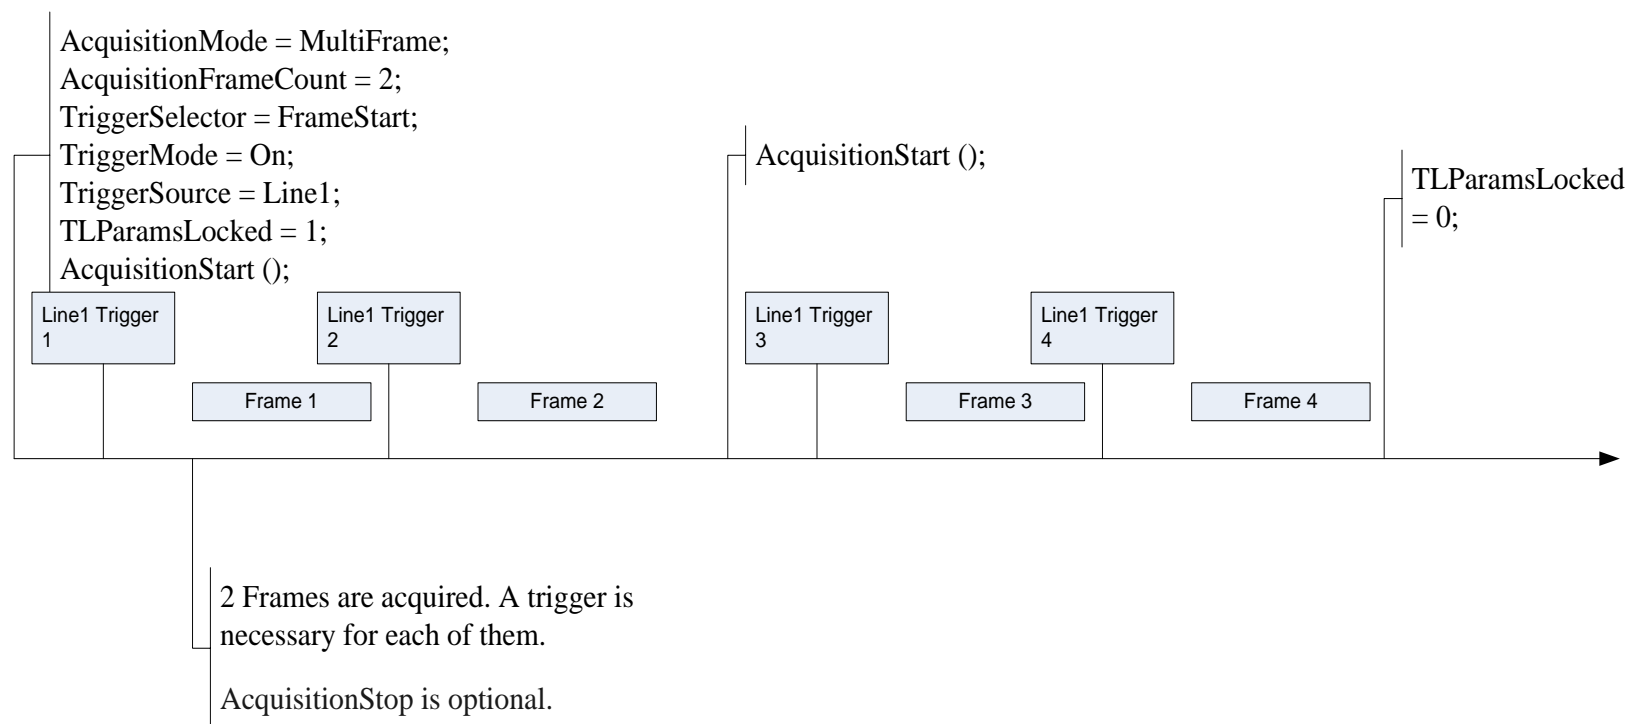 AcquisitionMode = MultiFrame;
AcquisitionFrameCount = 2;
TriggerSelector = FrameStart;
TriggerMode = On;
TriggerSource = Line1;
TLParamsLocked = 1;
AcquisitionStart ();
AcquisitionStart ();
TLParamsLocked
= 0;
Line1 Trigger
1
Line1 Trigger
2
Line1 Trigger
3
Line1 Trigger
4
Frame 1
Frame 2
Frame 3
Frame 4
2 Frames are acquired. A trigger is
necessary for each of them.
AcquisitionStop is optional.